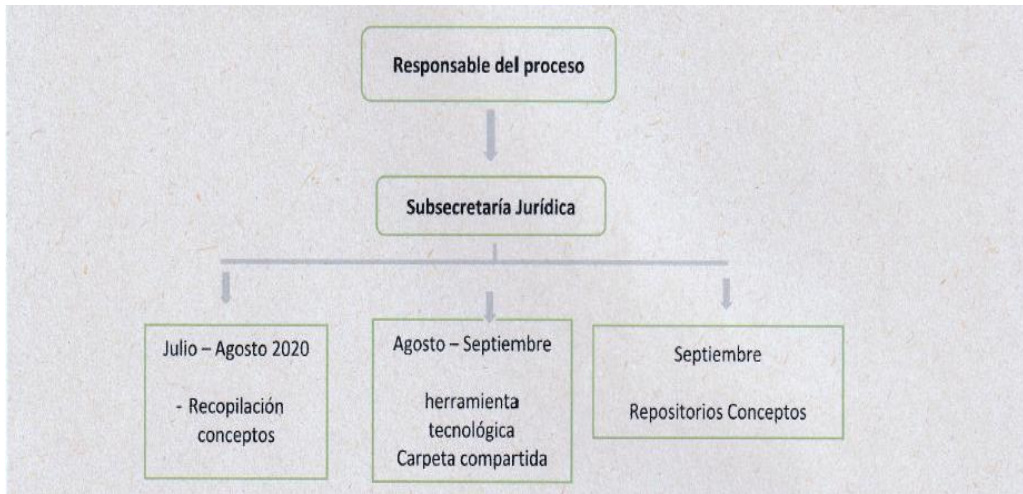 Responsable del proceso
Subsecretaría Jurídica
Julio – Agosto 2020
- Recopilación
conceptos
Agosto – Septiembre
herramienta
tecnológica
Carpeta compartida
Septiembre
Repositorios Conceptos